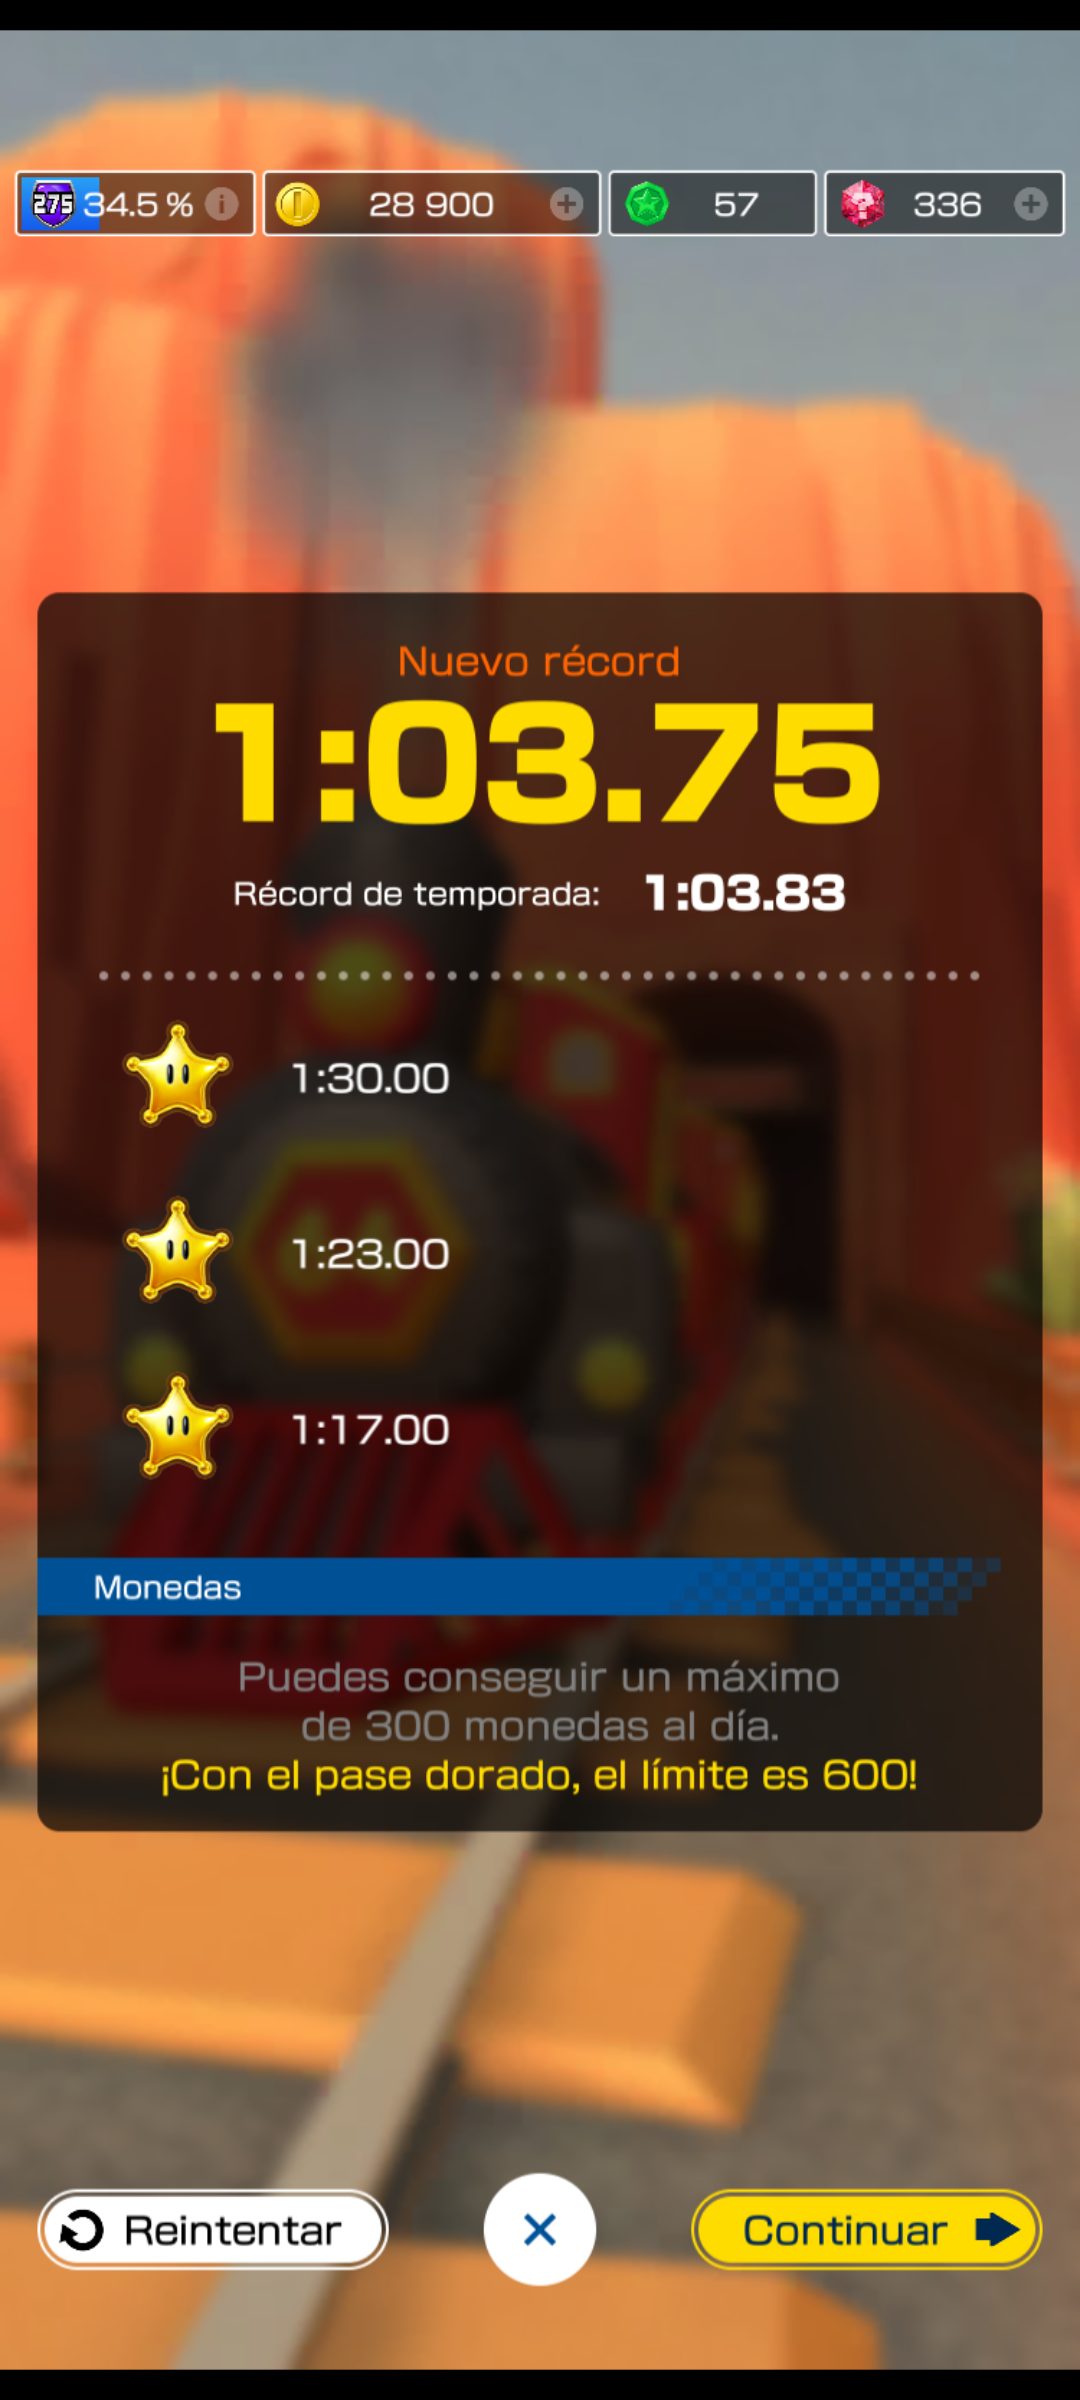 275 34.5 % i 28 900 + 57 ? 336 +
Nuevo récord
1:03.75
Récord de temporada: 1:03.83
1:30.00
1:23.00
1:17.00
Monedas
Puedes conseguir un máximo
de 300 monedas al día.
¡Con el pase dorado, el límite es 600!
Reintentar × Continuar